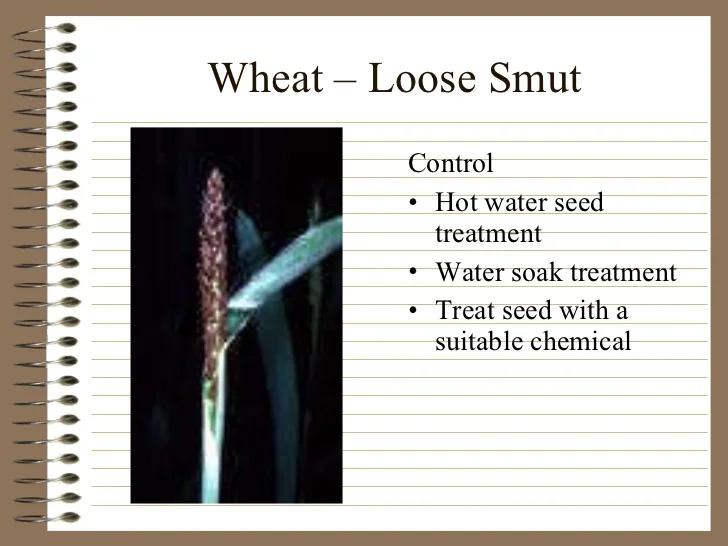 Wheat – Loose Smut
Control
• Hot water seed
treatment
• Water soak treatment
• Treat seed with a
suitable chemical